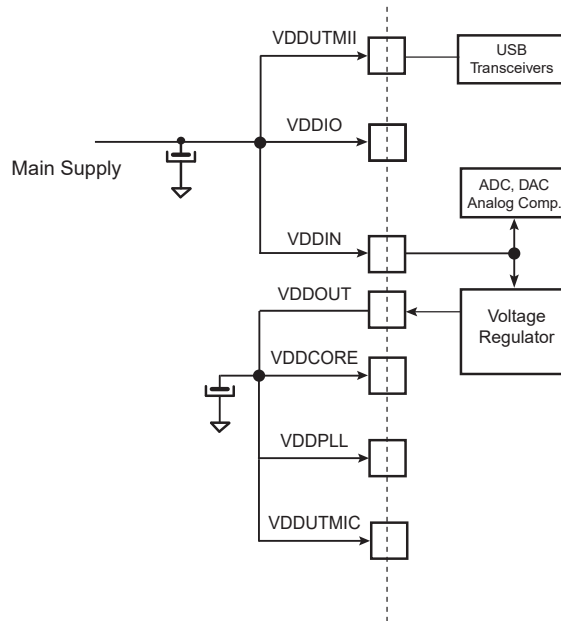 VDDUTMII
USB
Transceivers
VDDIO
Main Supply
ADC, DAC
Analog Comp.
VDDIN
VDDOUT
Voltage
Regulator
VDDCORE
VDDPLL
VDDUTMIC